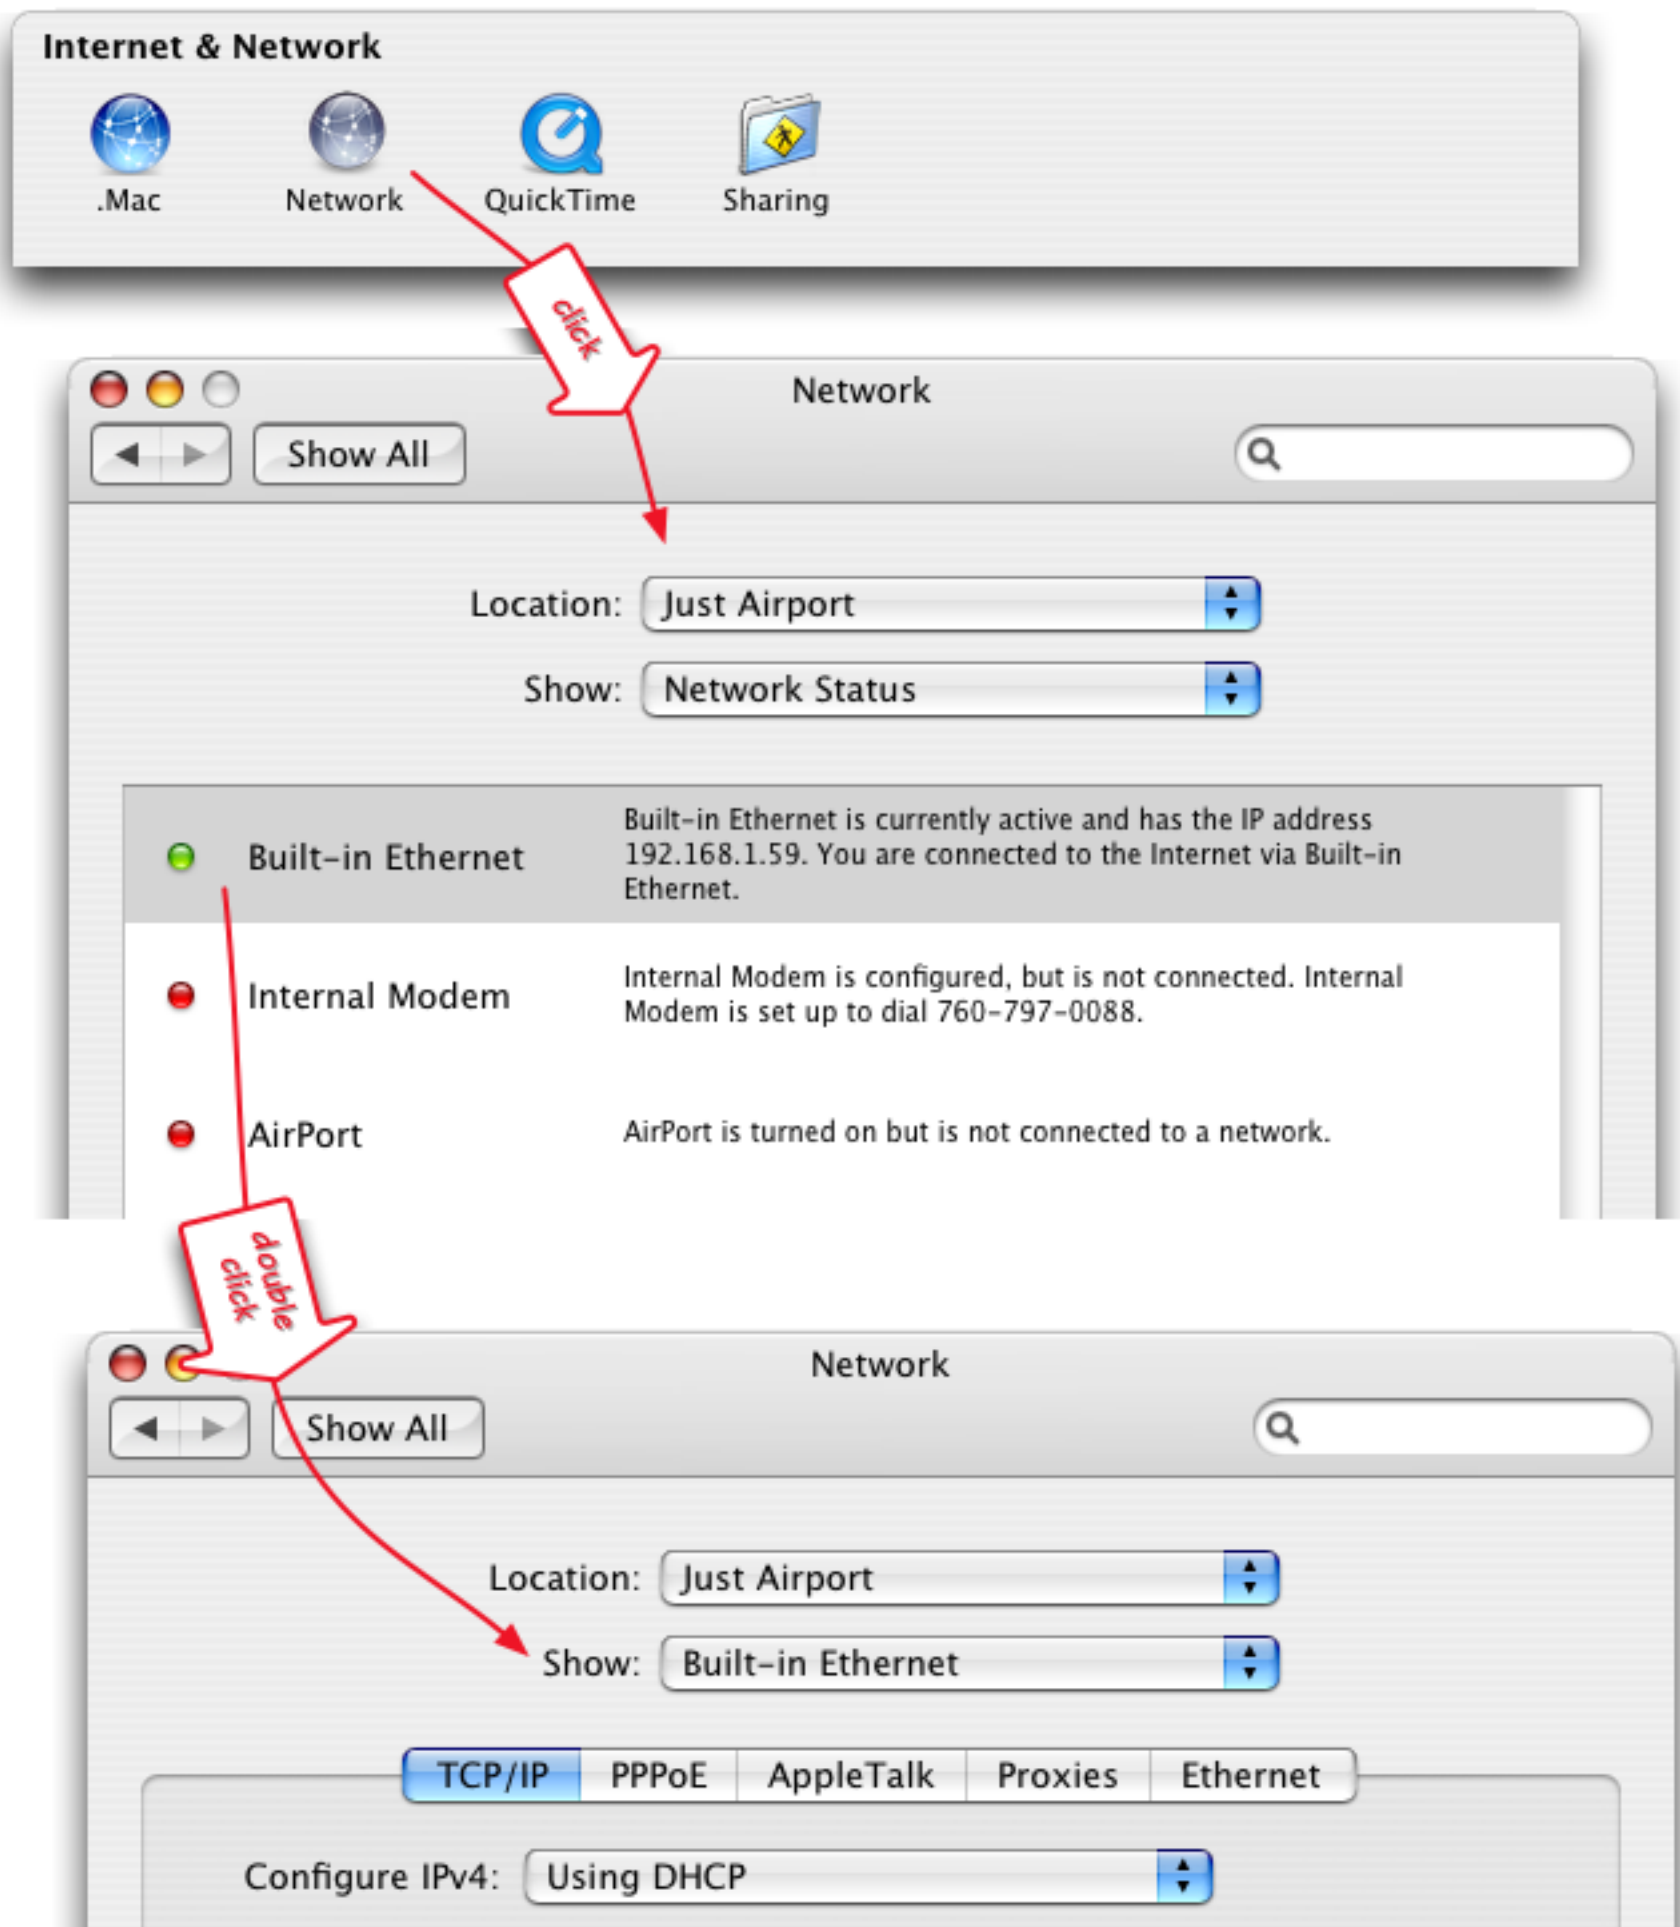 Internet & Network
.Mac
Network
QuickTime
Sharing
click
Network
Show All
Location: Just Airport
Show: Network Status
Built-in Ethernet
Built-in Ethernet is currently active and has the IP address
192.168.1.59. You are connected to the Internet via Built-in
Ethernet.
Internal Modem
Internal Modem is configured, but is not connected. Internal
Modem is set up to dial 760-797-0088.
AirPort
AirPort is turned on but is not connected to a network.
double
click
Network
Show All
Location: Just Airport
Show: Built-in Ethernet
TCP/IP PPPoE AppleTalk Proxies Ethernet
Configure IPv4: Using DHCP